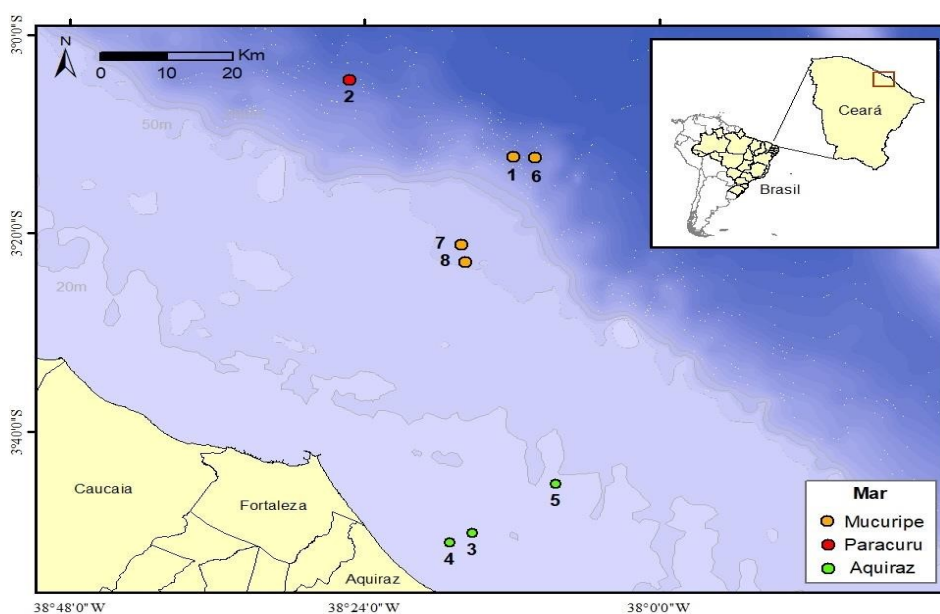 3°0'0"S
N
0 10 20 Km
2
50m
1 6
Ceará
Brasil
3°20'0"S
7
8
20m
3°40'0"S
Caucaia
Fortaleza
Aquiraz
5
3
4
Mar
Mucuripe
Paracuru
Aquiraz
38°48'0"W 38°24'0"W 38°0'0"W